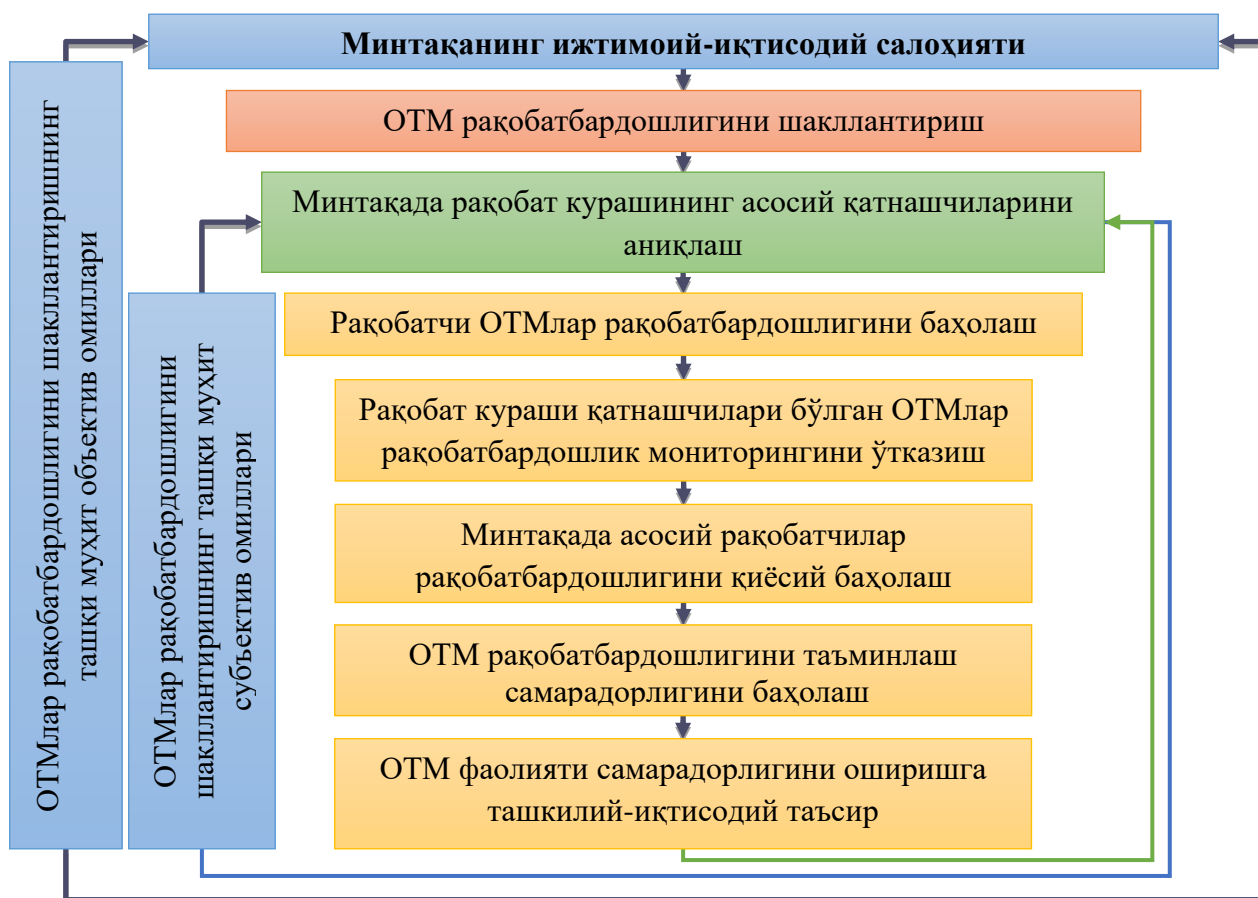 Минтақанинг ижтимоий-иқтисодий салоҳияти
ОТМ рақобатбардошлигини шакллантириш
Минтақада рақобат курашининг асосий қатнашчиларини
аниқлаш
Рақобатчи ОТМлар рақобатбардошлигини баҳолаш
Рақобат кураши қатнашчилари бўлган ОТМлар
рақобатбардошлик мониторингини ўтказиш
Минтақада асосий рақобатчилар
рақобатбардошлигини қиёсий баҳолаш
ОТМ рақобатбардошлигини таъминлаш
самарадорлигини баҳолаш
ОТМ фаолияти самарадорлигини оширишга
ташкилий-иқтисодий таъсир
ОТМлар рақобатбардошлигини шакллантиришнинг
ташқи муҳит объектив омиллари
ОТМлар рақобатбардошлигини
шакллантиришнинг ташқи муҳит
субъектив омиллари